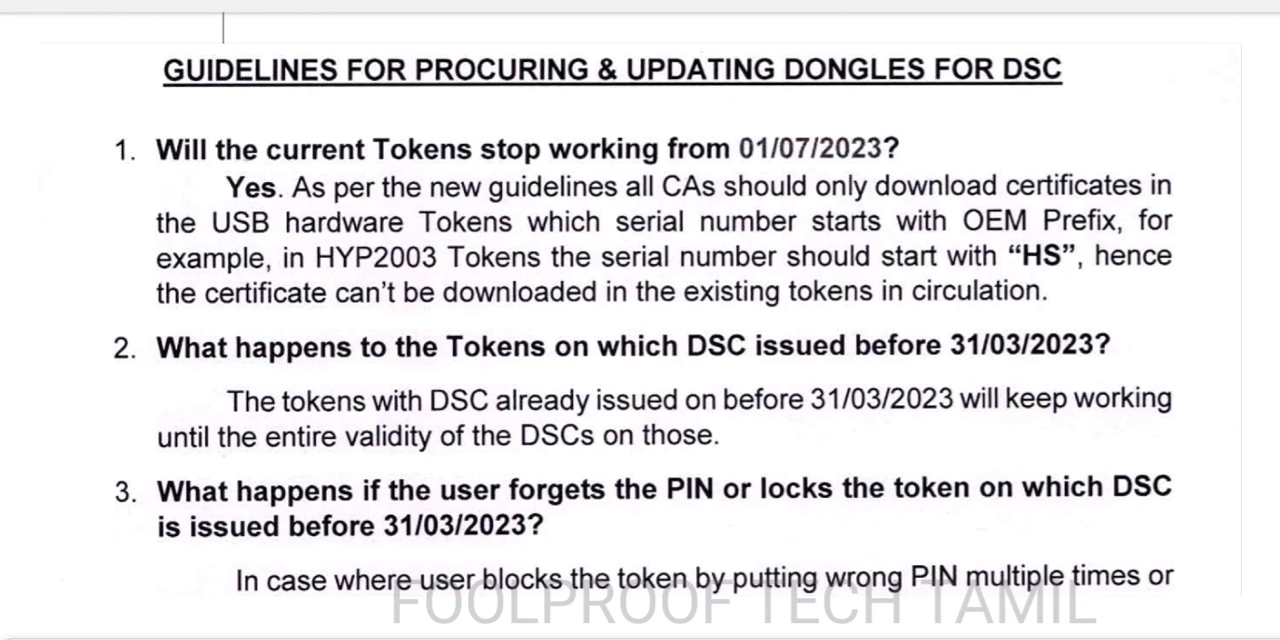 GUIDELINES FOR PROCURING & UPDATING DONGLES FOR DSC
1. Will the current Tokens stop working from 01/07/2023?
Yes. As per the new guidelines all CAs should only download certificates in
the USB hardware Tokens which serial number starts with OEM Prefix, for
example, in HYP2003 Tokens the serial number should start with “HS”, hence
the certificate can’t be downloaded in the existing tokens in circulation.
2. What happens to the Tokens on which DSC issued before 31/03/2023?
The tokens with DSC already issued on before 31/03/2023 will keep working
until the entire validity of the DSCs on those.
3. What happens if the user forgets the PIN or locks the token on which DSC
is issued before 31/03/2023?
In case where user blocks the token by putting wrong PIN multiple times or
FOOLPROOF TECH TAMIL